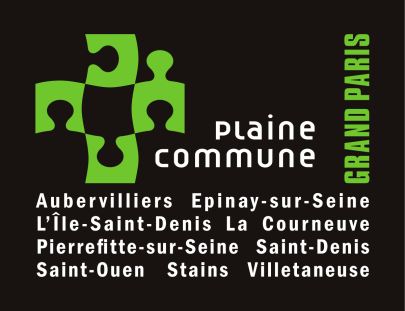 plaine
commune
GRAND PARIS
Aubervilliers Epinay-sur-Seine
L'Île-Saint-Denis La Courneuve
Pierrefitte-sur-Seine Saint-Denis
Saint-Ouen Stains Villetaneuse